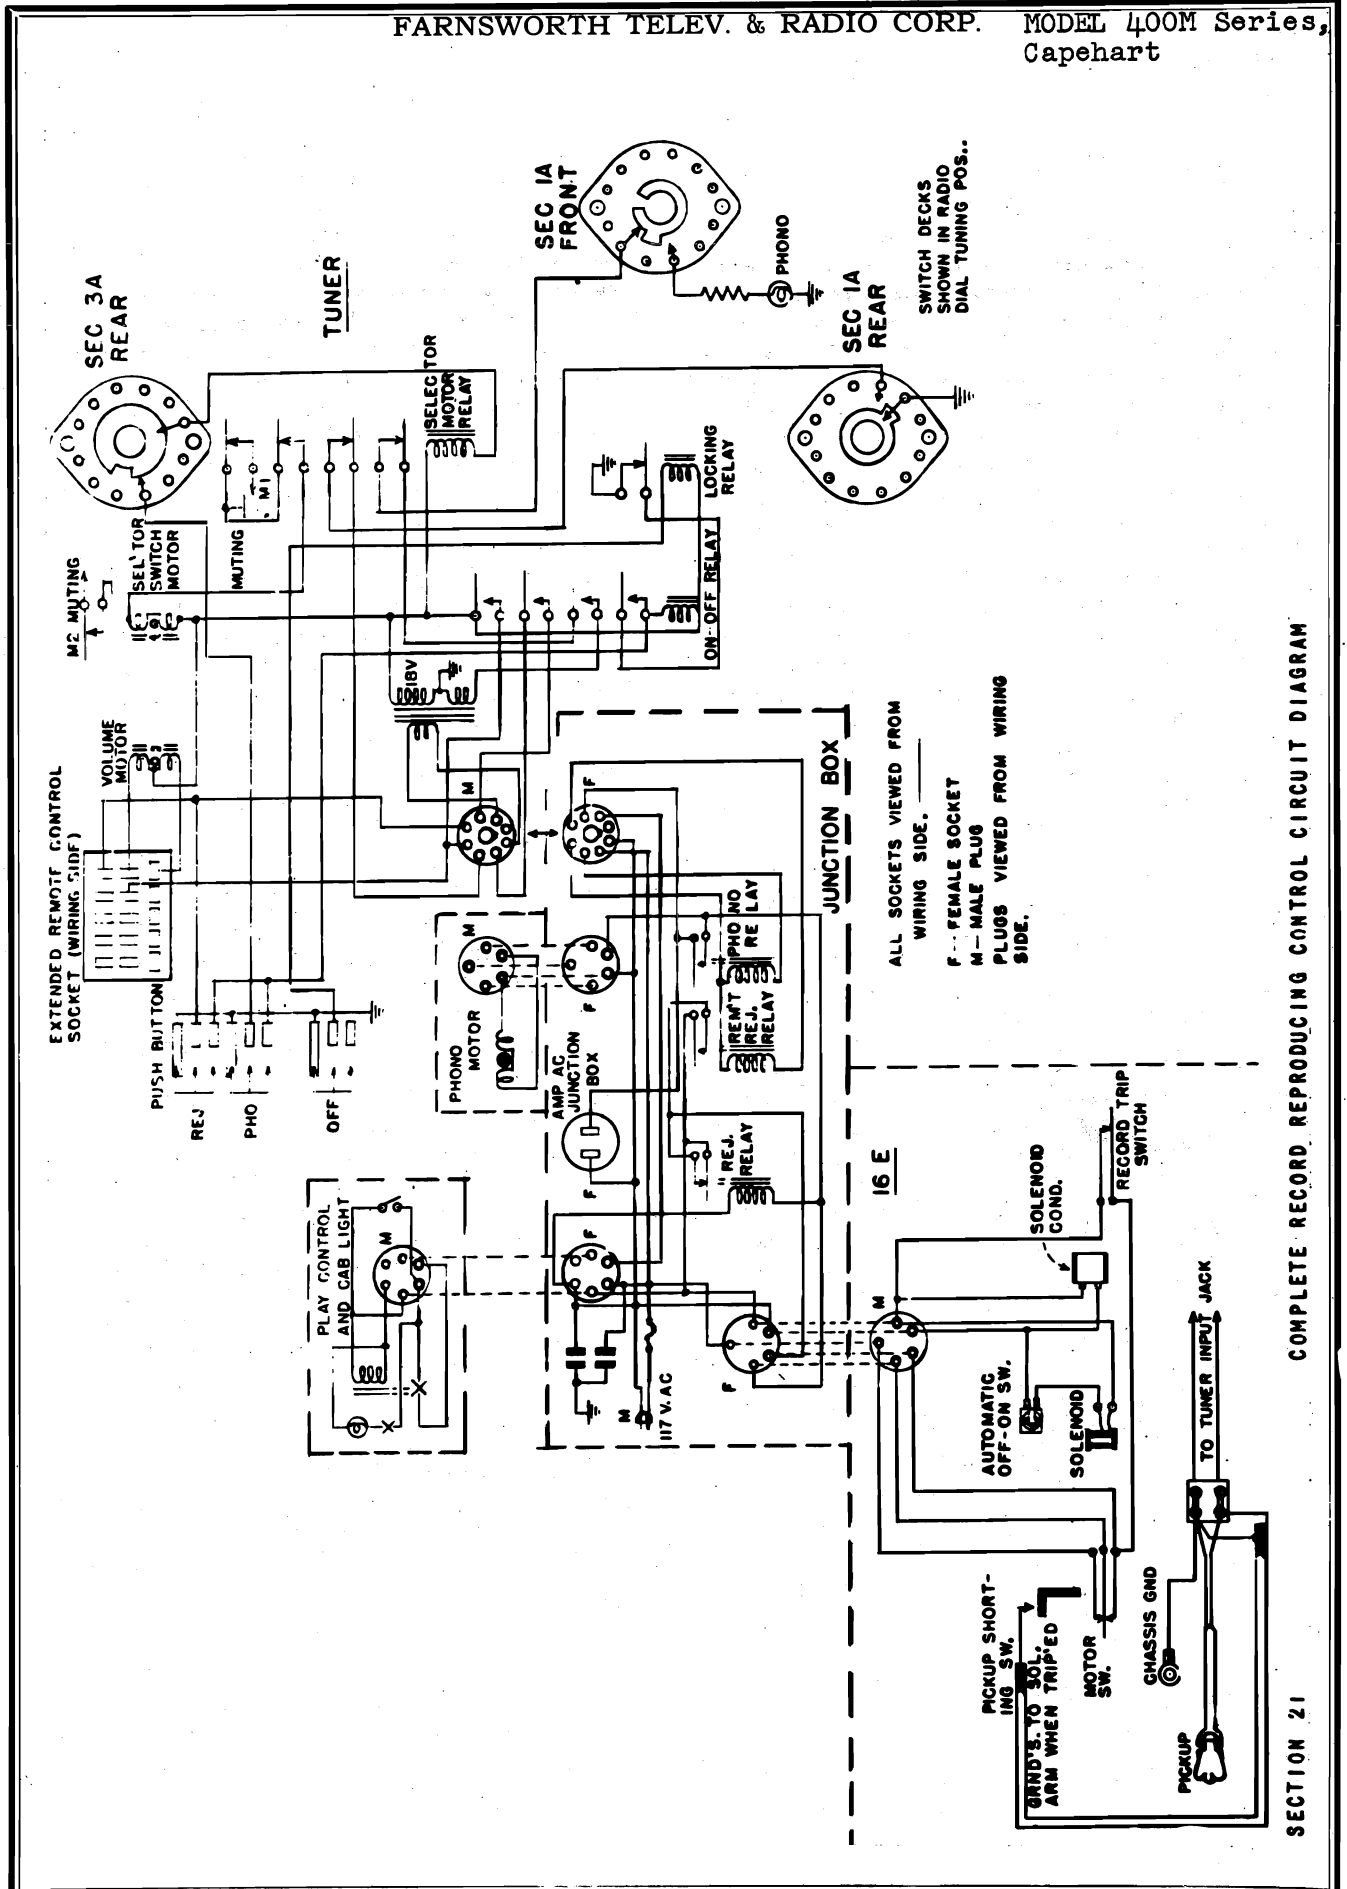 FARNSWORTH TELEV. & RADIO CORP.
MODEL 400M Series,
Capehart
SEC 3A
REAR
TUNER
SEC 1A
FRONT
PHONO
SEC 1A
REAR
SWITCH DECKS
SHOWN IN RADIO
DIAL TUNING POS..
SELECTOR
MOTOR
RELAY
LOCKING
RELAY
M1
MUTING
SEL'TOR
SWITCH
MOTOR
M2 MUTING
ON-OFF RELAY
18V
VOLUME
MOTOR
EXTENDED REMOTE CONTROL
SOCKET (WIRING SIDE)
PUSH BUTTON
REJ
PHO
OFF
M
F
JUNCTION BOX
ALL SOCKETS VIEWED FROM
WIRING SIDE.
F--FEMALE SOCKET
M-MALE PLUG
PLUGS VIEWED FROM WIRING
SIDE.
M
PHONO
MOTOR
F
PHONO
RELAY
REM'T
REJ.
RELAY
AMP AC
JUNCTION
BOX
F
REJ.
RELAY
PLAY CONTROL
AND CAB LIGHT
M
F
M
117 V. AC
F
16 E
M
SOLENOID
COND.
RECORD TRIP
SWITCH
AUTOMATIC
OFF-ON SW.
SOLENOID
TO TUNER INPUT JACK
PICKUP SHORT-
ING SW.
GRND'S. TO SOL.
ARM WHEN TRIP'ED
MOTOR
SW.
CHASSIS GND
PICKUP
SECTION 21
COMPLETE RECORD REPRODUCING CONTROL CIRCUIT DIAGRAM